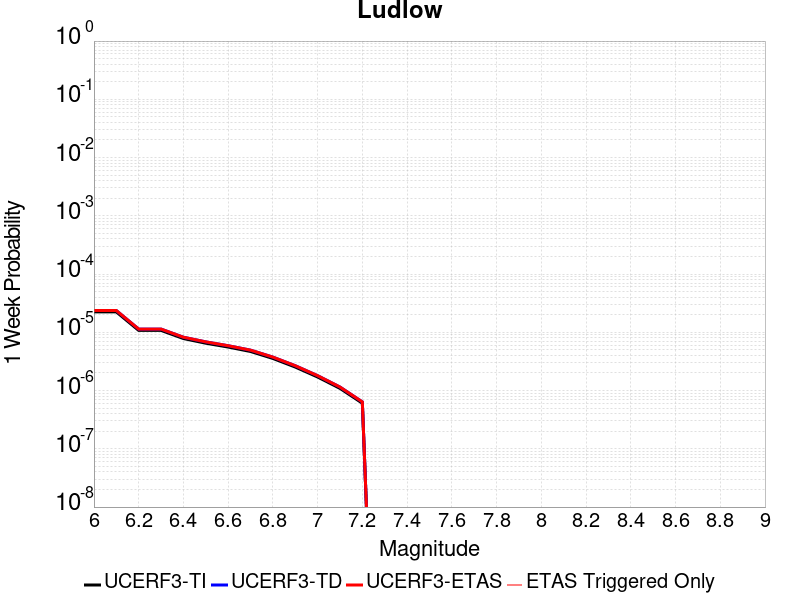 Ludlow
1 Week Probability
10^0
10^-1
10^-2
10^-3
10^-4
10^-5
10^-6
10^-7
10^-8
6 6.2 6.4 6.6 6.8 7 7.2 7.4 7.6 7.8 8 8.2 8.4 8.6 8.8 9
Magnitude
UCERF3-TI UCERF3-TD UCERF3-ETAS ETAS Triggered Only